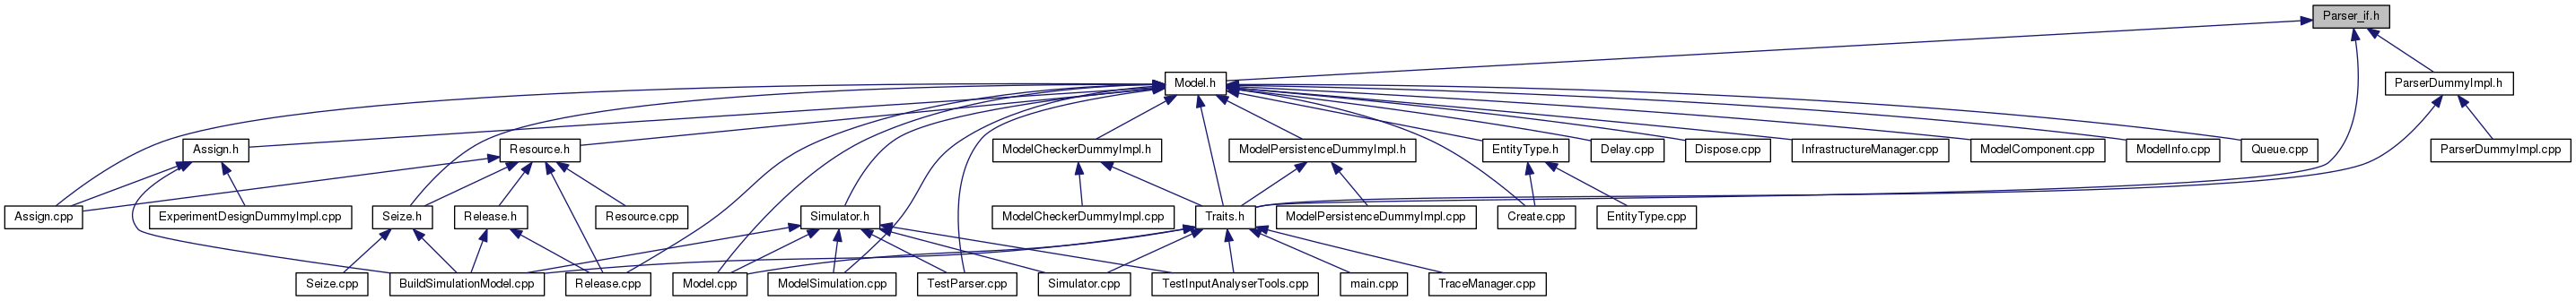 Parser_if.h
Model.h
ParserDummyImpl.h
Assign.h
Resource.h
ModelCheckerDummyImpl.h
ModelPersistenceDummyImpl.h
EntityType.h
Delay.cpp
Dispose.cpp
InfrastructureManager.cpp
ModelComponent.cpp
ModelInfo.cpp
Queue.cpp
ParserDummyImpl.cpp
Assign.cpp
ExperimentDesignDummyImpl.cpp
Seize.h
Release.h
Resource.cpp
Simulator.h
ModelCheckerDummyImpl.cpp
Traits.h
ModelPersistenceDummyImpl.cpp
Create.cpp
EntityType.cpp
Seize.cpp
BuildSimulationModel.cpp
Release.cpp
Model.cpp
ModelSimulation.cpp
TestParser.cpp
Simulator.cpp
TestInputAnalyserTools.cpp
main.cpp
TraceManager.cpp